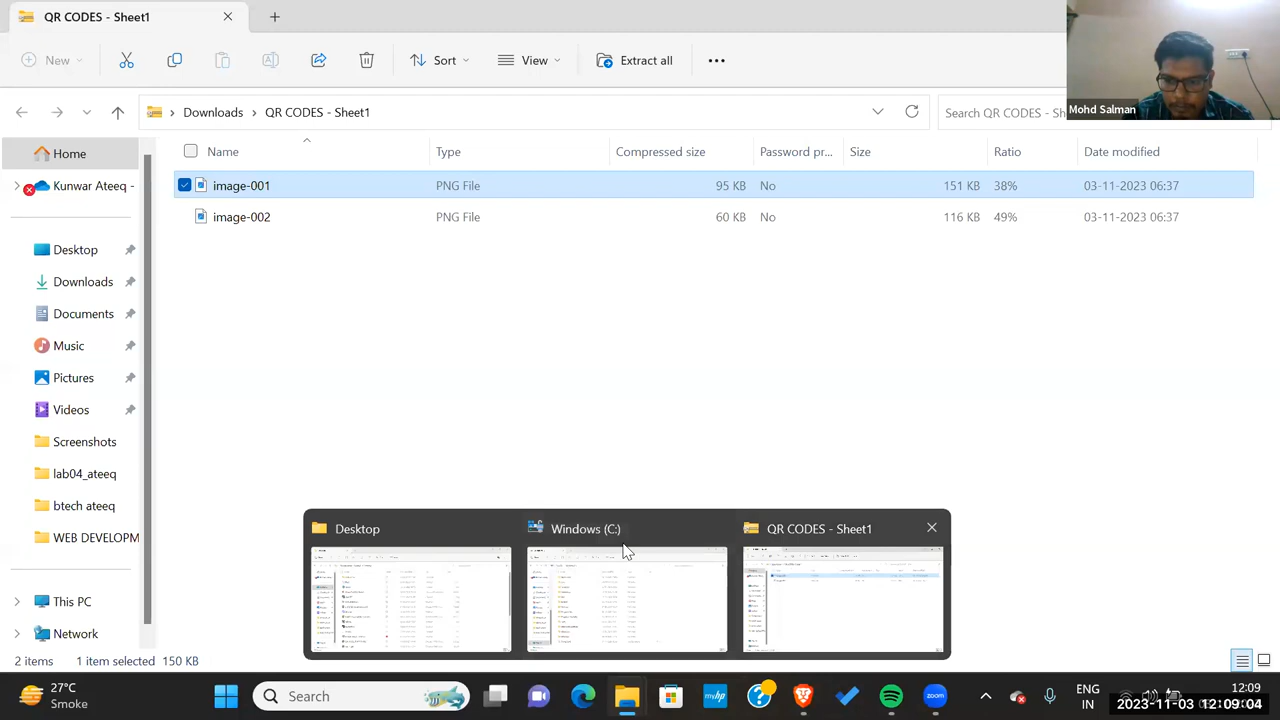 QR CODES - Sheet1
New
Sort
View
Extract all
Mohd Salman
Downloads > QR CODES - Sheet1
Search QR CODES - Sh
Home
Name
Type
Compressed size
Password pr...
Size
Ratio
Date modified
image-001
PNG File
95 KB
No
151 KB
38%
03-11-2023 06:37
image-002
PNG File
60 KB
No
116 KB
49%
03-11-2023 06:37
Kunwar Ateeq -
Desktop
Downloads
Documents
Music
Pictures
Videos
Screenshots
lab04_ateeq
btech ateeq
WEB DEVELOPM
This PC
Network
Desktop
Windows (C:)
QR CODES - Sheet1
2 items
1 item selected
150 KB
27°C
Smoke
Search
myhp
zoom
ENG
IN
12:09
2023-11-03 12:09:04